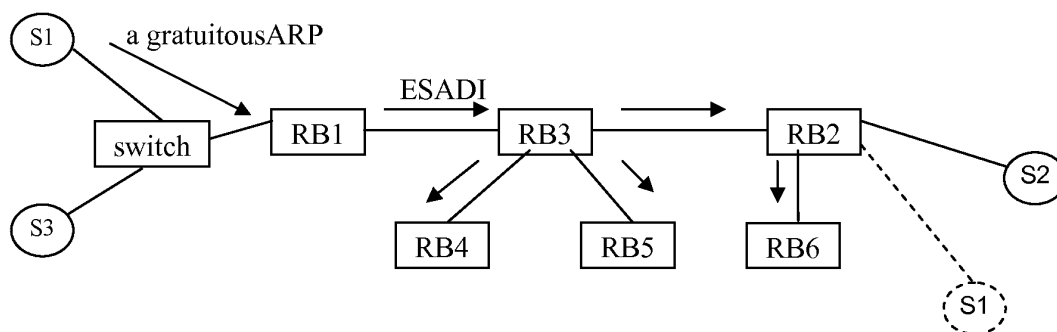 S1
a gratuitousARP
ESADI
switch
RB1
RB3
RB2
S2
S3
RB4
RB5
RB6
S1